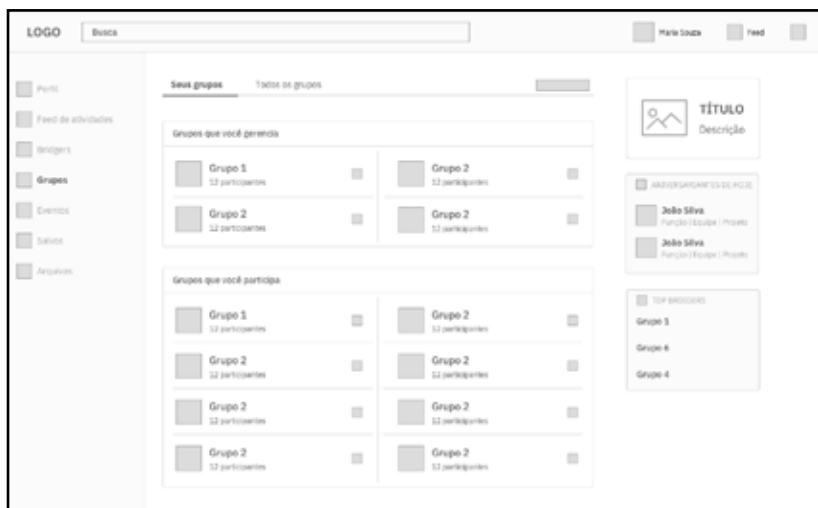 LOGO
Busca
Maria Souza
Feed
Perfil
Feed de atividades
Bridgers
Grupos
Eventos
Salvos
Arquivos
Seus grupos
Todos os grupos
Grupos que você gerencia
Grupo 1
12 participantes
Grupo 2
12 participantes
Grupo 2
12 participantes
Grupo 2
12 participantes
Grupos que você participa
Grupo 1
12 participantes
Grupo 2
12 participantes
Grupo 2
12 participantes
Grupo 2
12 participantes
Grupo 2
12 participantes
Grupo 2
12 participantes
Grupo 2
12 participantes
Grupo 2
12 participantes
TÍTULO
Descrição
ANIVERSARIANTES DE HOJE
João Silva
Função | Equipe | Projeto
João Silva
Função | Equipe | Projeto
TOP BRIDGERS
Grupo 1
Grupo 6
Grupo 4